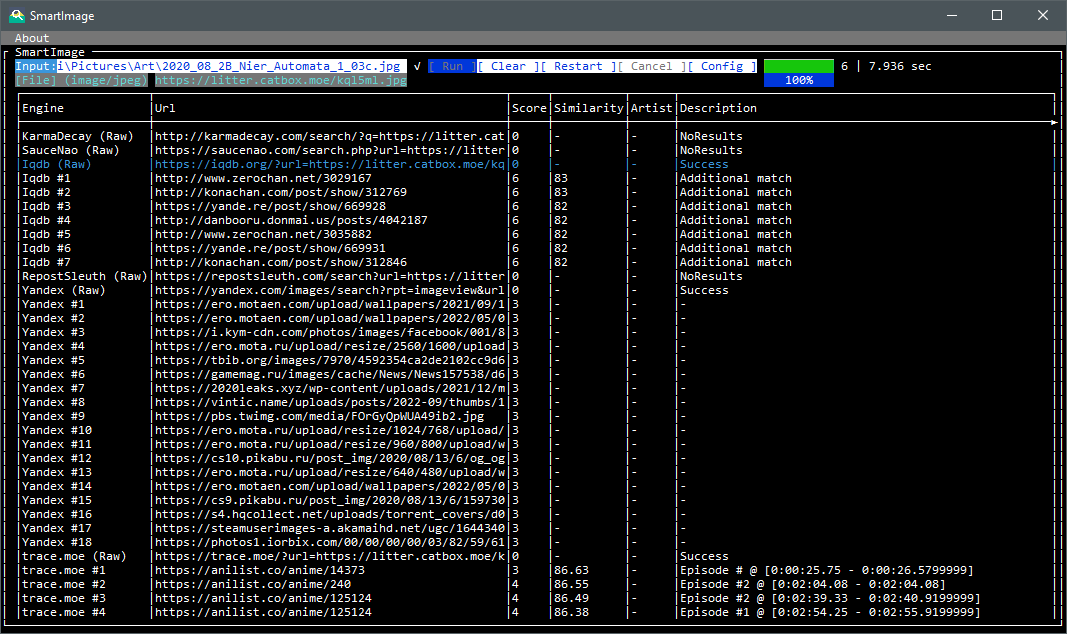 SmartImage
About
SmartImage
Input:i\Pictures\Art\2020_08_2B_Nier_Automata_1_03c.jpg √ [ Run ][ Clear ][ Restart ][ Cancel ][ Config ] 6 | 7.936 sec
[File] (image/jpeg) https://litter.catbox.moe/kql5ml.jpg 100%
Engine Url Score Similarity Artist Description
KarmaDecay (Raw) http://karmadecay.com/search/?q=https://litter.cat 0 - - NoResults
SauceNao (Raw) https://saucenao.com/search.php?url=https://litter 0 - - NoResults
Iqdb (Raw) https://iqdb.org/?url=https://litter.catbox.moe/kq 0 - - Success
Iqdb #1 http://www.zerochan.net/3029167 6 83 - Additional match
Iqdb #2 http://konachan.com/post/show/312769 6 83 - Additional match
Iqdb #3 https://yande.re/post/show/669928 6 82 - Additional match
Iqdb #4 http://danbooru.donmai.us/posts/4042187 6 82 - Additional match
Iqdb #5 http://www.zerochan.net/3035882 6 82 - Additional match
Iqdb #6 https://yande.re/post/show/669931 6 82 - Additional match
Iqdb #7 http://konachan.com/post/show/312846 6 82 - Additional match
RepostSleuth (Raw) https://repostsleuth.com/search?url=https://litter 0 - - NoResults
Yandex (Raw) https://yandex.com/images/search?rpt=imageview&url 0 - - Success
Yandex #1 https://ero.motaen.com/upload/wallpapers/2021/09/1 3 - - -
Yandex #2 https://ero.motaen.com/upload/wallpapers/2022/05/0 3 - - -
Yandex #3 https://i.kym-cdn.com/photos/images/facebook/001/8 3 - - -
Yandex #4 https://ero.mota.ru/upload/resize/2560/1600/upload 3 - - -
Yandex #5 https://tbib.org/images/7970/4592354ca2de2102cc9d6 3 - - -
Yandex #6 https://gamemag.ru/images/cache/News/News157538/d6 3 - - -
Yandex #7 https://2020leaks.xyz/wp-content/uploads/2021/12/m 3 - - -
Yandex #8 https://vintic.name/uploads/posts/2022-09/thumbs/1 3 - - -
Yandex #9 https://pbs.twimg.com/media/FOrGyQpWUA49ib2.jpg 3 - - -
Yandex #10 https://ero.mota.ru/upload/resize/1024/768/upload/ 3 - - -
Yandex #11 https://ero.mota.ru/upload/resize/960/800/upload/w 3 - - -
Yandex #12 https://cs10.pikabu.ru/post_img/2020/08/13/6/og_og 3 - - -
Yandex #13 https://ero.mota.ru/upload/resize/640/480/upload/w 3 - - -
Yandex #14 https://ero.motaen.com/upload/wallpapers/2022/05/0 3 - - -
Yandex #15 https://cs9.pikabu.ru/post_img/2020/08/13/6/159730 3 - - -
Yandex #16 https://s4.hqcollect.net/uploads/torrent_covers/d0 3 - - -
Yandex #17 https://steamuserimages-a.akamaihd.net/ugc/1644340 3 - - -
Yandex #18 https://photos1.iorbix.com/00/00/00/00/03/82/59/61 3 - - -
trace.moe (Raw) https://trace.moe/?url=https://litter.catbox.moe/k 0 - - Success
trace.moe #1 https://anilist.co/anime/14373 3 86.63 - Episode # @ [0:00:25.75 - 0:00:26.5799999]
trace.moe #2 https://anilist.co/anime/240 4 86.55 - Episode #2 @ [0:02:04.08 - 0:02:04.08]
trace.moe #3 https://anilist.co/anime/125124 4 86.49 - Episode #2 @ [0:02:39.33 - 0:02:40.9199999]
trace.moe #4 https://anilist.co/anime/125124 4 86.38 - Episode #1 @ [0:02:54.25 - 0:02:55.9199999]